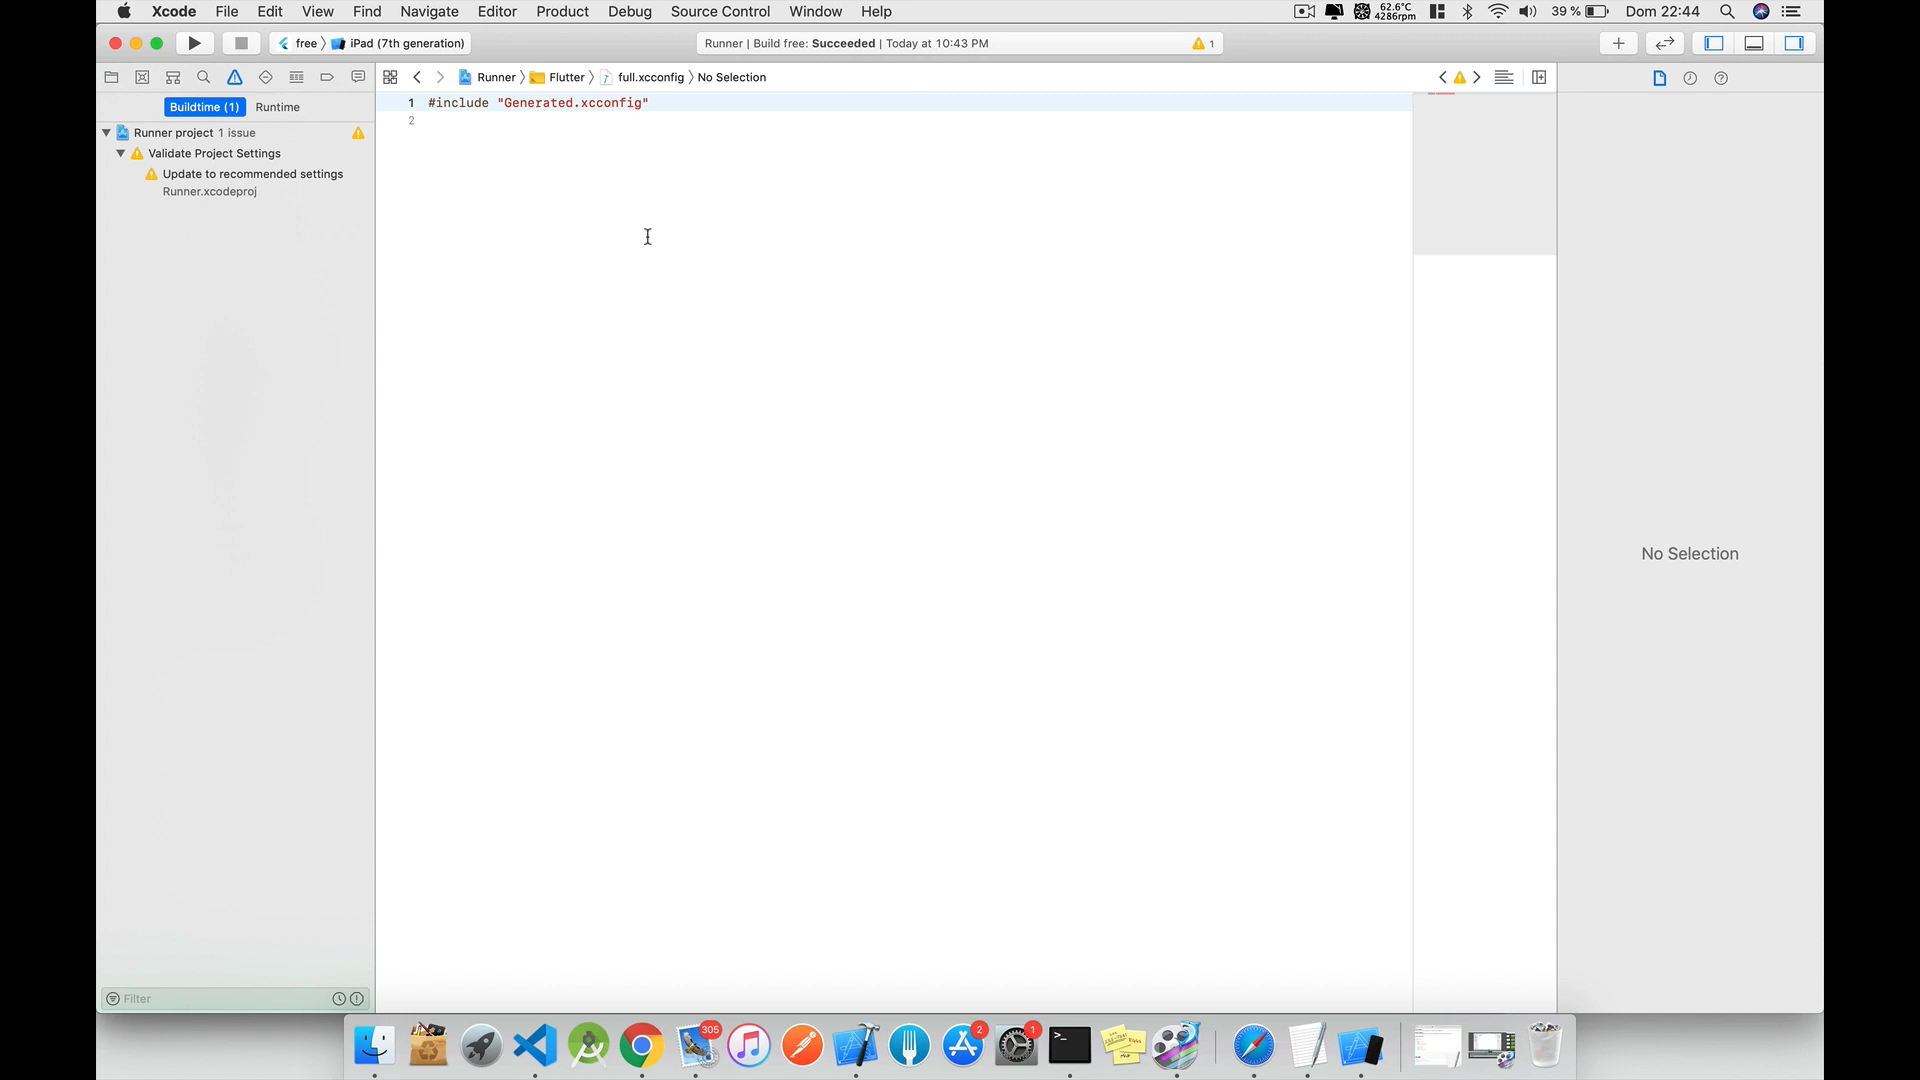 Xcode File Edit View Find Navigate Editor Product Debug Source Control Window Help
62.6°C
4286rpm
39 % Dom 22:44
free iPad (7th generation)
Runner | Build free: Succeeded | Today at 10:43 PM
1
Runner Flutter full.xcconfig No Selection
Buildtime (1) Runtime
Runner project 1 issue
Validate Project Settings
Update to recommended settings
Runner.xcodeproj
1 #include "Generated.xcconfig"
2
No Selection
Filter
305
2
1